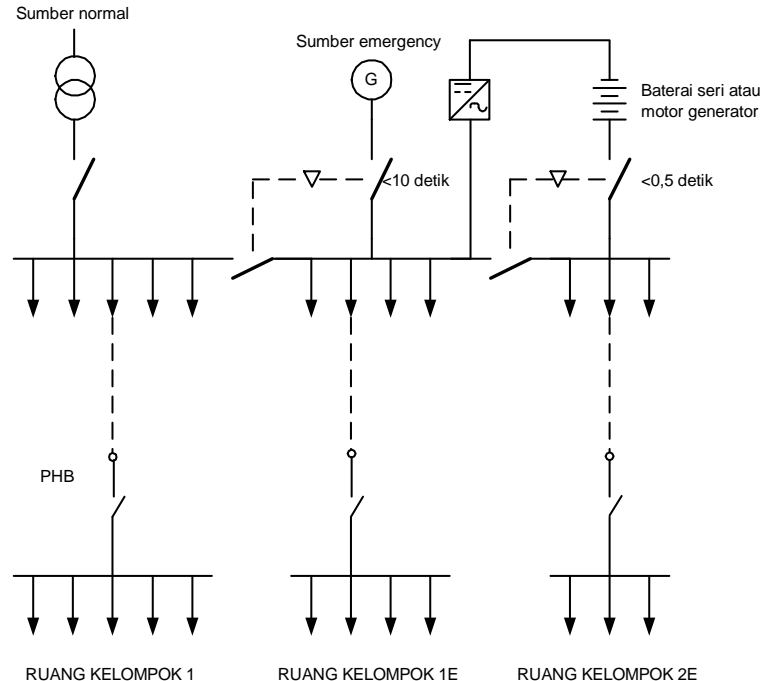 Sumber normal
Sumber emergency
G
Baterai seri atau
motor generator
<10 detik
<0,5 detik
PHB
RUANG KELOMPOK 1
RUANG KELOMPOK 1E
RUANG KELOMPOK 2E